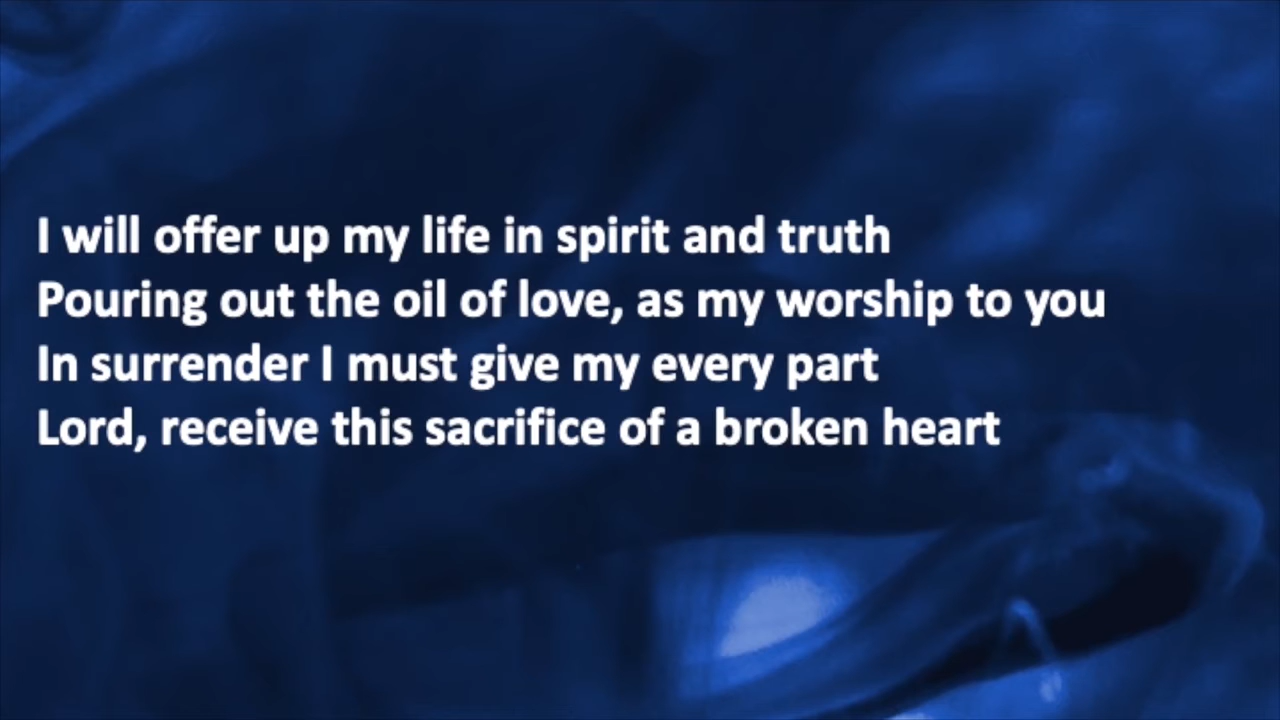 I will offer up my life in spirit and truth
Pouring out the oil of love, as my worship to you
In surrender I must give my every part
Lord, receive this sacrifice of a broken heart